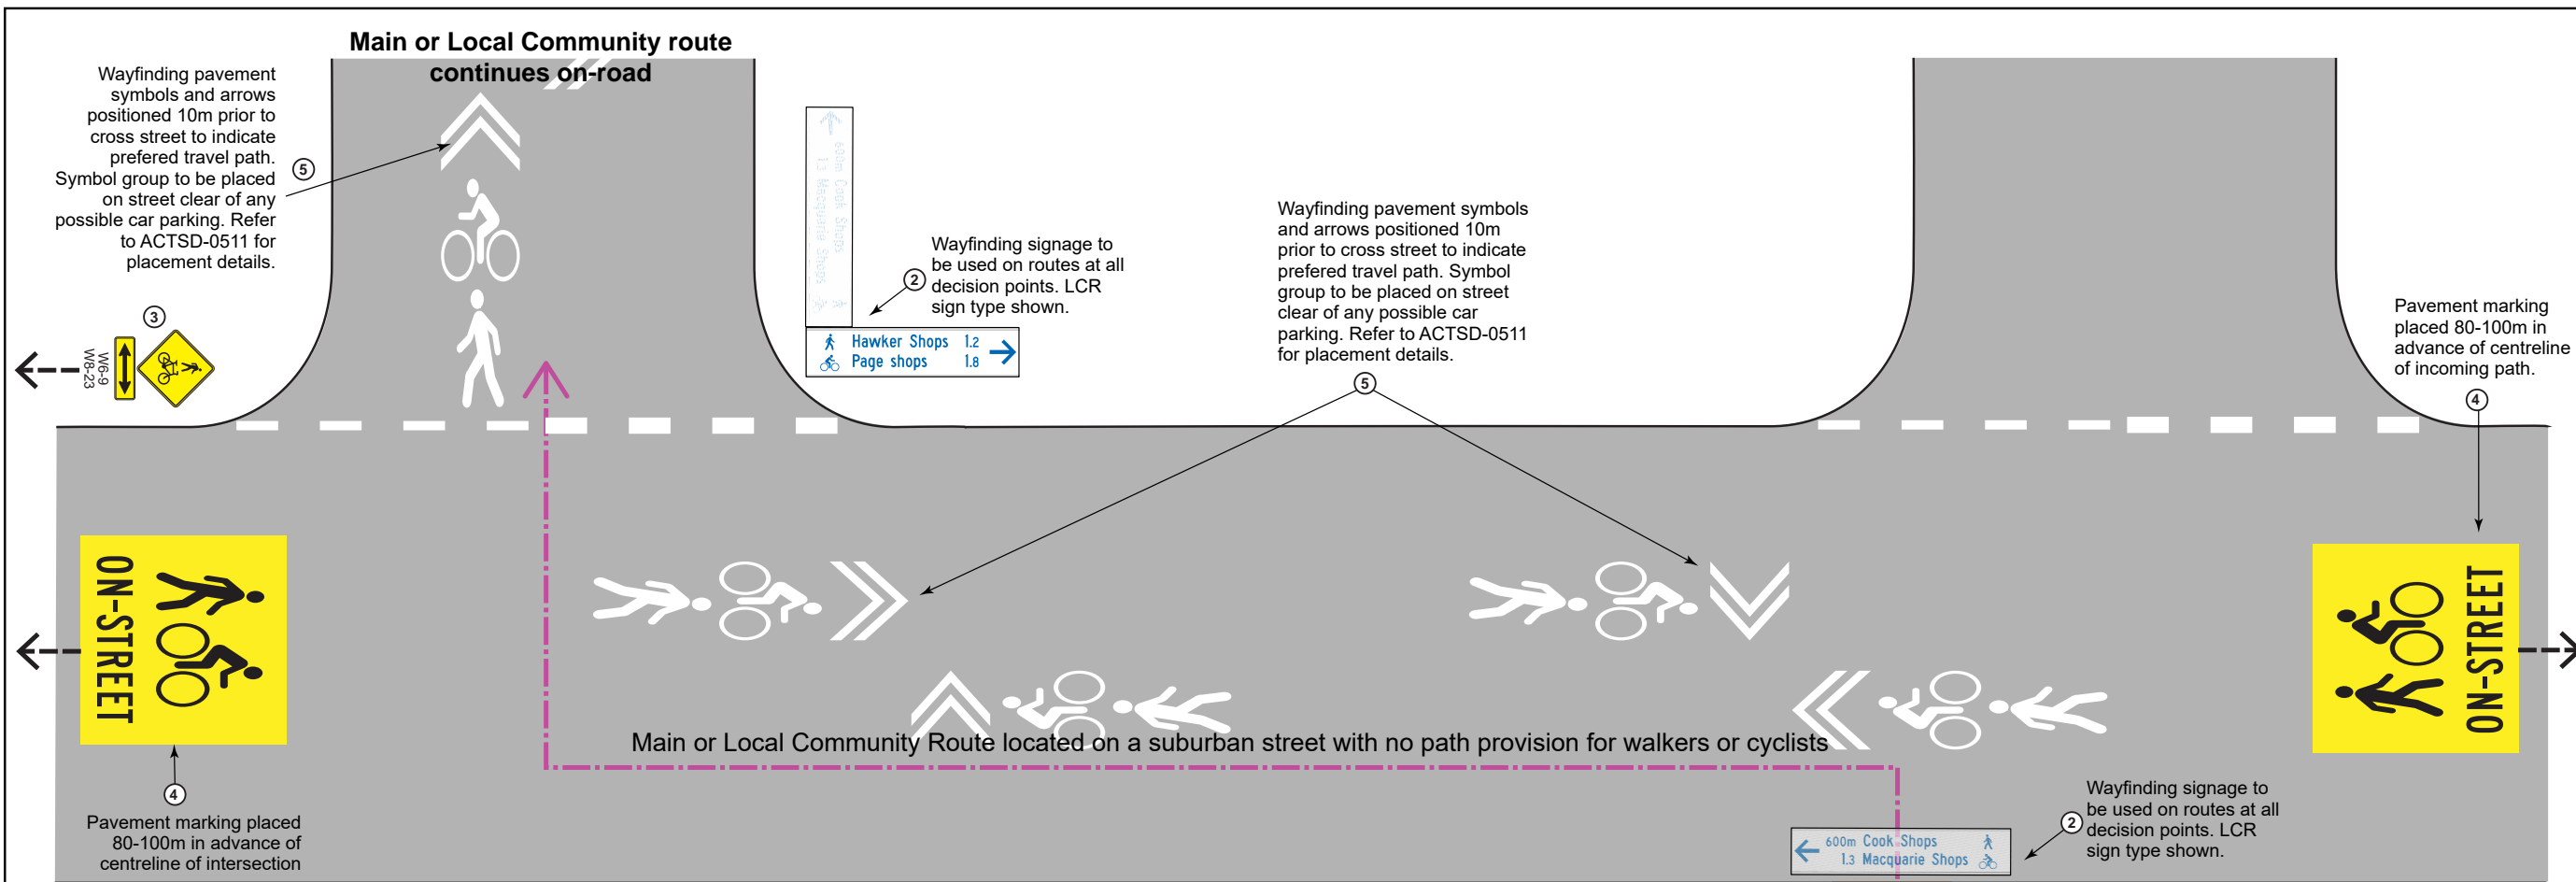 Main or Local Community route
continues on-road
Wayfinding pavement
symbols and arrows
positioned 10m prior to
cross street to indicate
prefered travel path.
Symbol group to be placed
on street clear of any
possible car parking. Refer
to ACTSD-0511 for
placement details.
5
3
W6-9
W8-23
600m Cook Shops
1.3 Macquarie Shops
Wayfinding signage to
be used on routes at all
decision points. LCR
sign type shown.
2
Hawker Shops 1.2
Page shops 1.8
Wayfinding pavement symbols
and arrows positioned 10m
prior to cross street to indicate
prefered travel path. Symbol
group to be placed on street
clear of any possible car
parking. Refer to ACTSD-0511
for placement details.
5
Pavement marking
placed 80-100m in
advance of centreline
of incoming path.
4
ON-STREET
ON-STREET
Main or Local Community Route located on a suburban street with no path provision for walkers or cyclists
4
Pavement marking placed
80-100m in advance of
centreline of intersection
600m Cook Shops
1.3 Macquarie Shops
2
Wayfinding signage to
be used on routes at all
decision points. LCR
sign type shown.